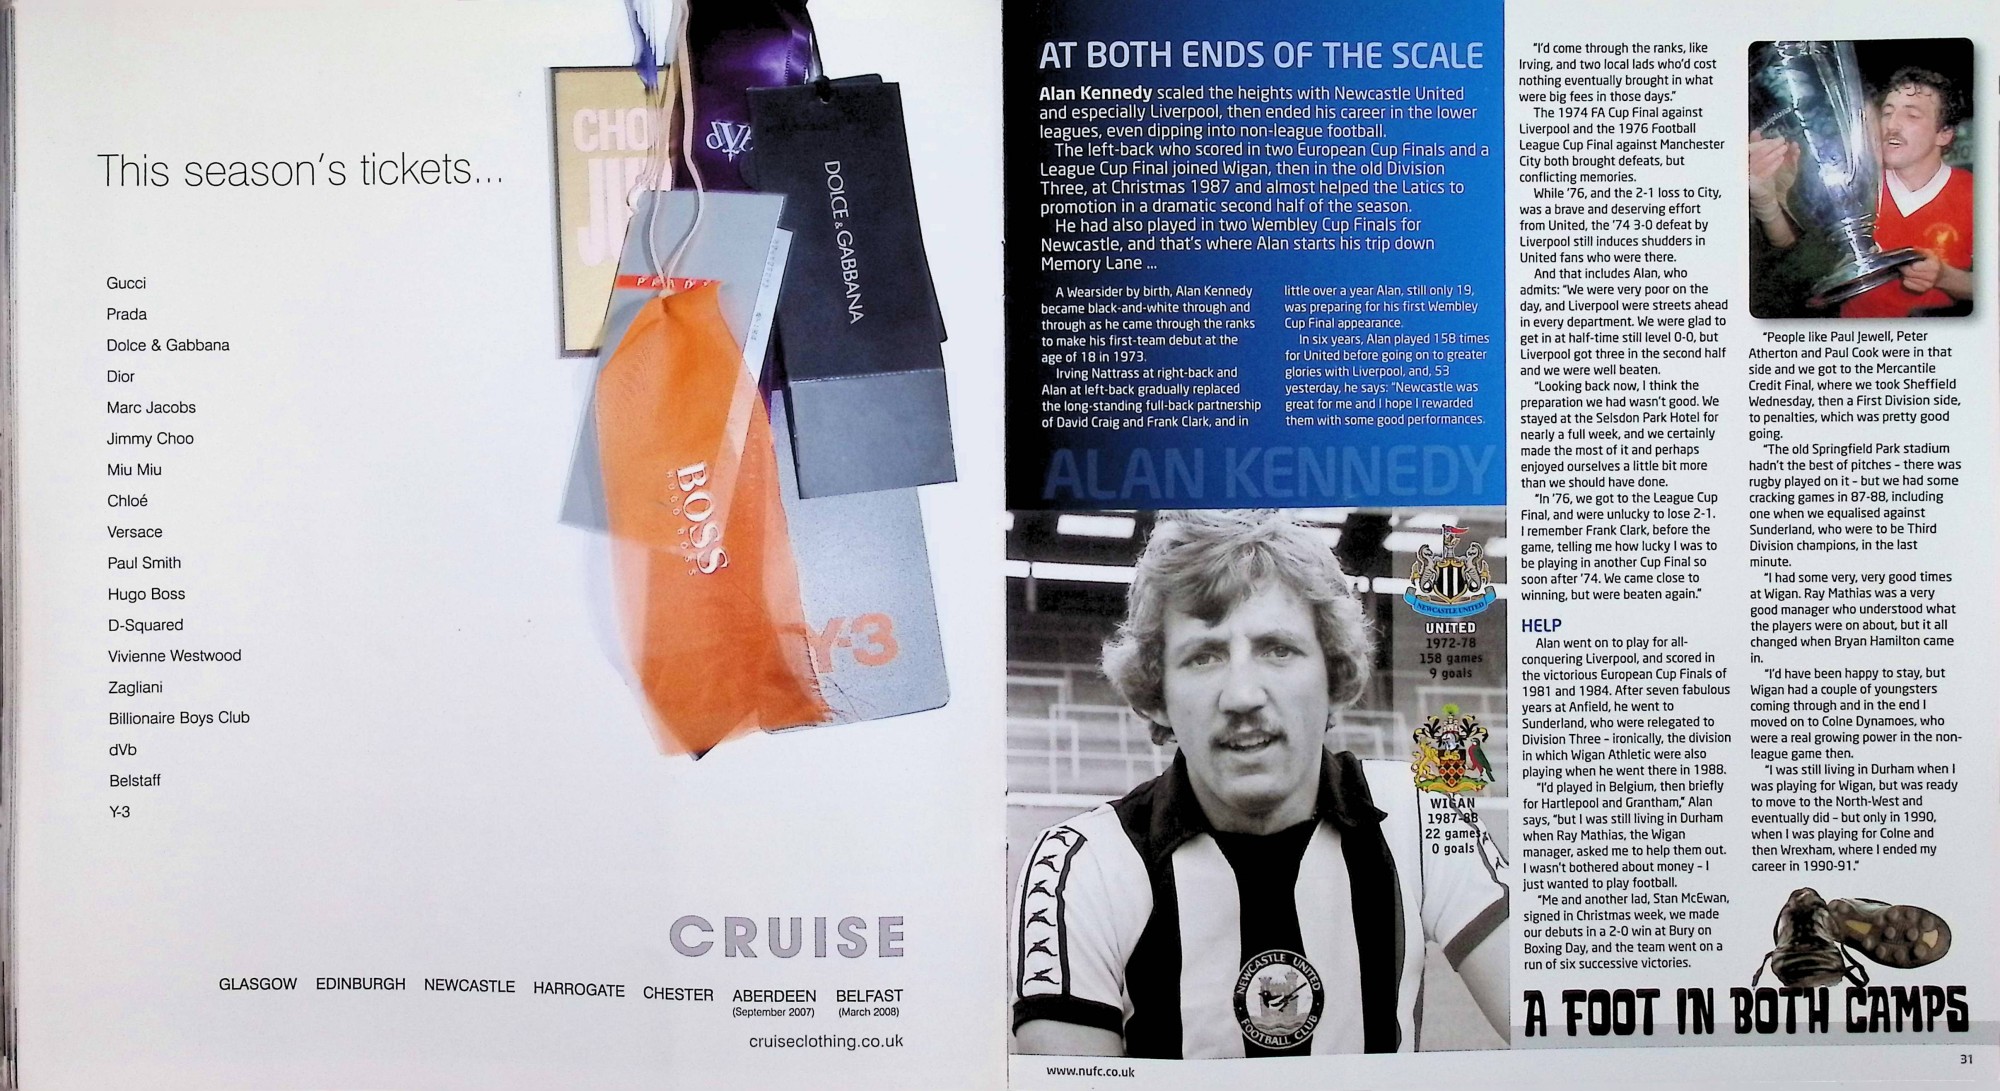 This season's tickets...
Gucci
Prada
Dolce & Gabbana
Dior
Marc Jacobs
Jimmy Choo
Miu Miu
Chloé
Versace
Paul Smith
Hugo Boss
D-Squared
Vivienne Westwood
Zagliani
Billionaire Boys Club
dVb
Belstaff
Y-3
dVb
DOLCE & GABBANA
PRADA
BOSS
HUGO BOSS
Y-3
CRUISE
GLASGOW EDINBURGH NEWCASTLE HARROGATE CHESTER ABERDEEN BELFAST
(September 2007) (March 2008)
cruiseclothing.co.uk
AT BOTH ENDS OF THE SCALE
Alan Kennedy scaled the heights with Newcastle United
and especially Liverpool, then ended his career in the lower
leagues, even dipping into non-league football.
The left-back who scored in two European Cup Finals and a
League Cup Final joined Wigan, then in the old Division
Three, at Christmas 1987 and almost helped the Latics to
promotion in a dramatic second half of the season.
He had also played in two Wembley Cup Finals for
Newcastle, and that's where Alan starts his trip down
Memory Lane ...
A Wearsider by birth, Alan Kennedy
became black-and-white through and
through as he came through the ranks
to make his first-team debut at the
age of 18 in 1973.
Irving Nattrass at right-back and
Alan at left-back gradually replaced
the long-standing full-back partnership
of David Craig and Frank Clark, and in
little over a year Alan, still only 19,
was preparing for his first Wembley
Cup Final appearance.
In six years, Alan played 158 times
for United before going on to greater
glories with Liverpool, and, 53
yesterday, he says: "Newcastle was
great for me and I hope I rewarded
them with some good performances.
ALAN KENNEDY
NEWCASTLE UNITED
UNITED
1972-78
158 games
9 goals
WIGAN
1987-88
22 games
0 goals
NEWCASTLE UNITED
FOOTBALL CLUB
www.nufc.co.uk
"I'd come through the ranks, like
Irving, and two local lads who'd cost
nothing eventually brought in what
were big fees in those days."
The 1974 FA Cup Final against
Liverpool and the 1976 Football
League Cup Final against Manchester
City both brought defeats, but
conflicting memories.
While '76, and the 2-1 loss to City,
was a brave and deserving effort
from United, the '74 3-0 defeat by
Liverpool still induces shudders in
United fans who were there.
And that includes Alan, who
admits: "We were very poor on the
day, and Liverpool were streets ahead
in every department. We were glad to
get in at half-time still level 0-0, but
Liverpool got three in the second half
and we were well beaten.
"Looking back now, I think the
preparation we had wasn't good. We
stayed at the Selsdon Park Hotel for
nearly a full week, and we certainly
made the most of it and perhaps
enjoyed ourselves a little bit more
than we should have done.
"In '76, we got to the League Cup
Final, and were unlucky to lose 2-1.
I remember Frank Clark, before the
game, telling me how lucky I was to
be playing in another Cup Final so
soon after '74. We came close to
winning, but were beaten again."
HELP
Alan went on to play for all-
conquering Liverpool, and scored in
the victorious European Cup Finals of
1981 and 1984. After seven fabulous
years at Anfield, he went to
Sunderland, who were relegated to
Division Three – ironically, the division
in which Wigan Athletic were also
playing when he went there in 1988.
"I'd played in Belgium, then briefly
for Hartlepool and Grantham," Alan
says, "but I was still living in Durham
when Ray Mathias, the Wigan
manager, asked me to help them out.
I wasn't bothered about money – I
just wanted to play football.
"Me and another lad, Stan McEwan,
signed in Christmas week, we made
our debuts in a 2-0 win at Bury on
Boxing Day, and the team went on a
run of six successive victories.
"People like Paul Jewell, Peter
Atherton and Paul Cook were in that
side and we got to the Mercantile
Credit Final, where we took Sheffield
Wednesday, then a First Division side,
to penalties, which was pretty good
going.
"The old Springfield Park stadium
hadn't the best of pitches – there was
rugby played on it – but we had some
cracking games in 87-88, including
one when we equalised against
Sunderland, who were to be Third
Division champions, in the last
minute.
"I had some very, very good times
at Wigan. Ray Mathias was a very
good manager who understood what
the players were on about, but it all
changed when Bryan Hamilton came
in.
"I'd have been happy to stay, but
Wigan had a couple of youngsters
coming through and in the end I
moved on to Colne Dynamoes, who
were a real growing power in the non-
league game then.
"I was still living in Durham when I
was playing for Wigan, but was ready
to move to the North-West and
eventually did – but only in 1990,
when I was playing for Colne and
then Wrexham, where I ended my
career in 1990-91."
A FOOT IN BOTH CAMPS
31